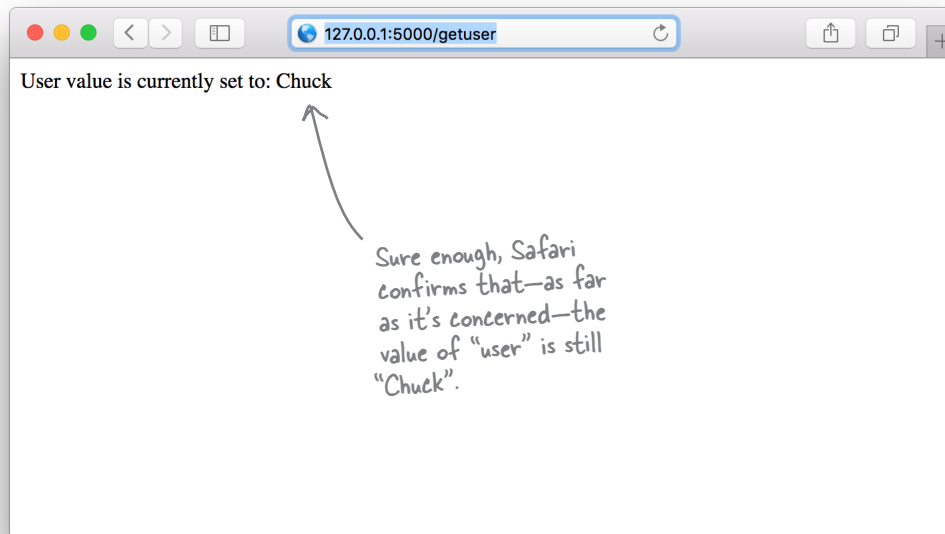 127.0.0.1:5000/getuser
User value is currently set to: Chuck
Sure enough, Safari
confirms that—as far
as it's concerned—the
value of “user” is still
“Chuck”.